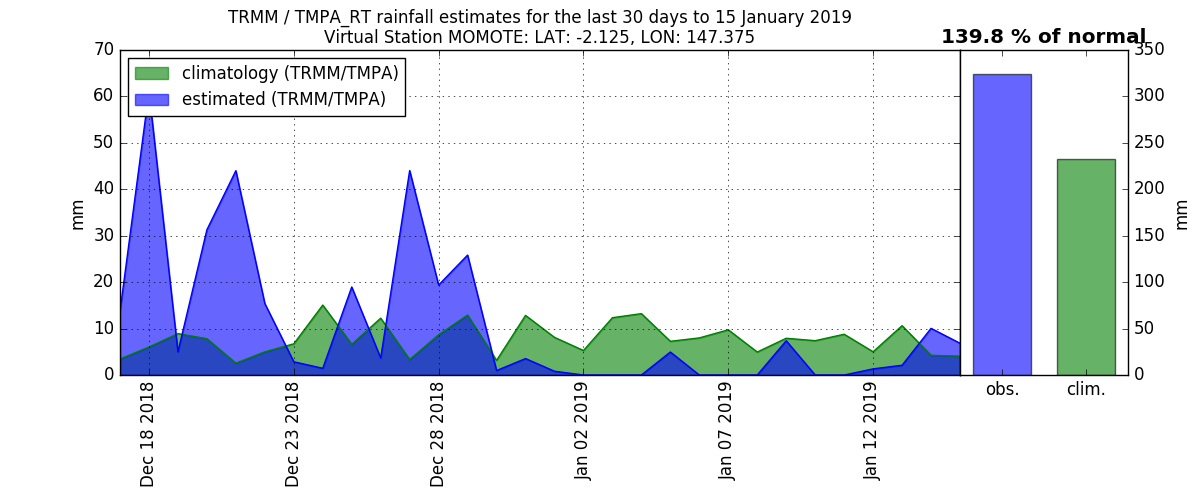 TRMM / TMPA_RT rainfall estimates for the last 30 days to 15 January 2019
Virtual Station MOMOTE: LAT: -2.125, LON: 147.375
139.8 % of normal
climatology (TRMM/TMPA)
estimated (TRMM/TMPA)
70
60
50
40
30
20
10
0
mm
Dec 18 2018
Dec 23 2018
Dec 28 2018
Jan 02 2019
Jan 07 2019
Jan 12 2019
350
300
250
200
150
100
50
0
mm
obs.
clim.